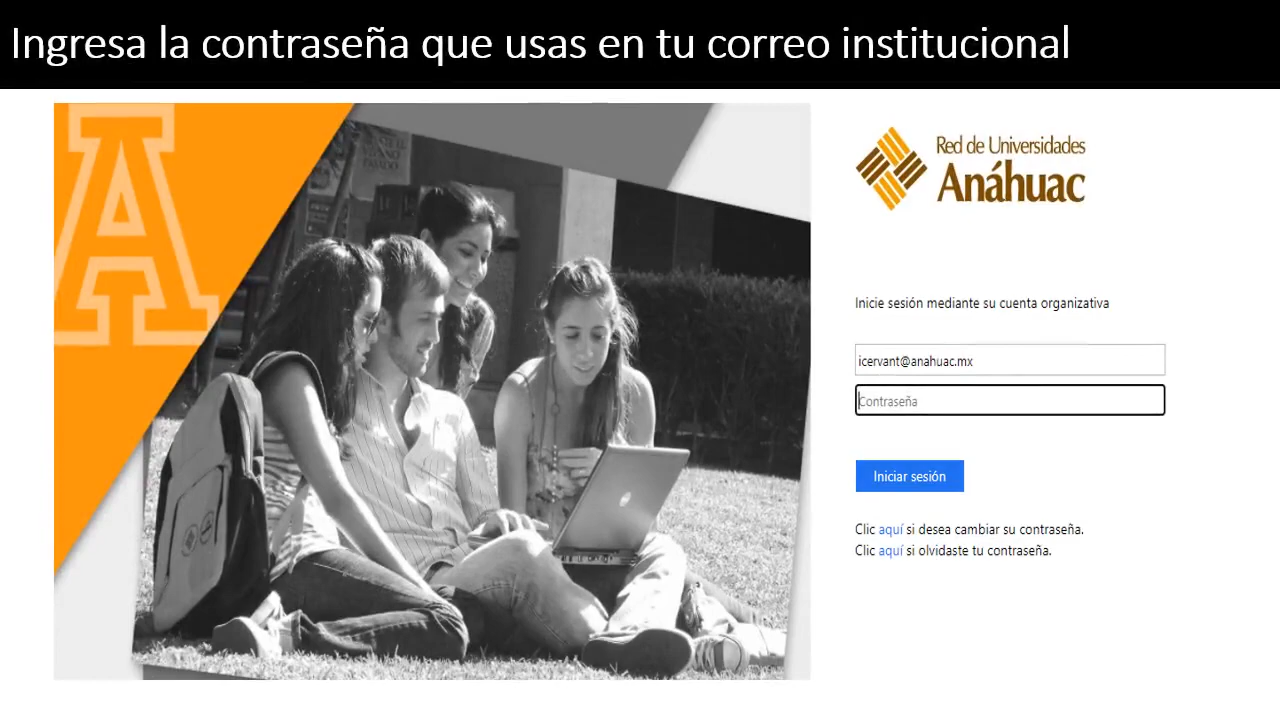 Ingresa la contraseña que usas en tu correo institucional
A
Red de Universidades
Anáhuac
Inicie sesión mediante su cuenta organizativa
icervant@anahuac.mx
Contraseña
Iniciar sesión
Clic aquí si desea cambiar su contraseña.
Clic aquí si olvidaste tu contraseña.